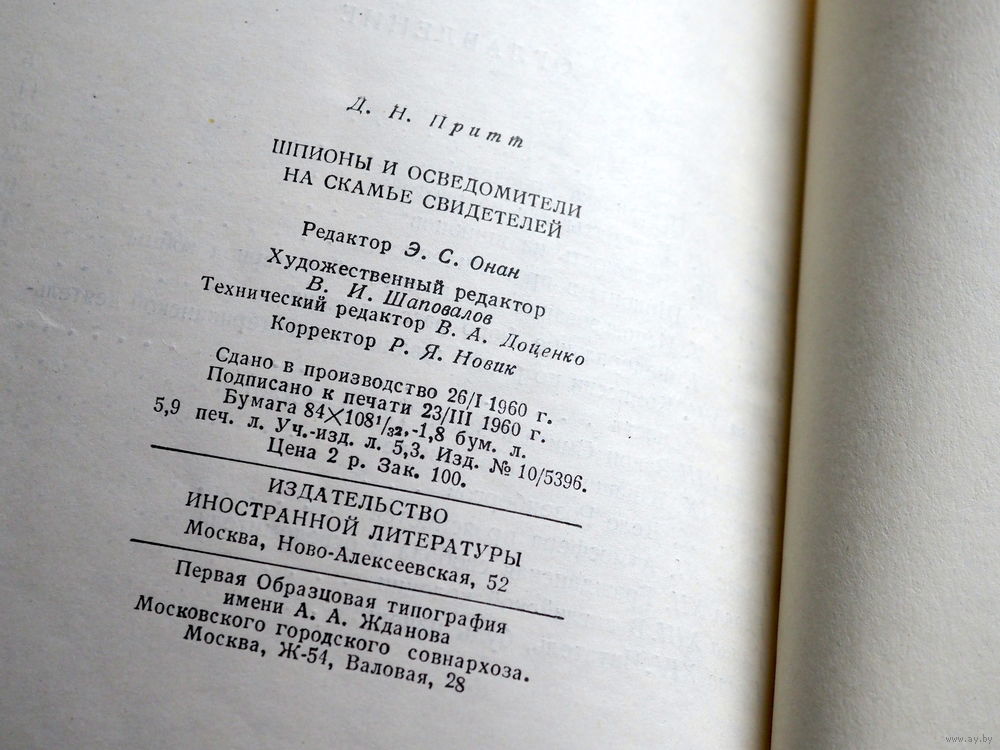 Д. Н. Притт
ШПИОНЫ И ОСВЕДОМИТЕЛИ
НА СКАМЬЕ СВИДЕТЕЛЕЙ
Редактор Э. С. Онан
Художественный редактор
В. И. Шаповалов
Технический редактор В. А. Доценко
Корректор Р. Я. Новик
Сдано в производство 26/I 1960 г.
Подписано к печати 23/III 1960 г.
Бумага 84×108¹/₃₂.-1,8 бум. л.
5,9 печ. л. Уч.-изд. л. 5,3. Изд. № 10/5396.
Цена 2 р. Зак. 100.
ИЗДАТЕЛЬСТВО
ИНОСТРАННОЙ ЛИТЕРАТУРЫ
Москва, Ново-Алексеевская, 52
Первая Образцовая типография
имени А. А. Жданова
Московского городского совнархоза.
Москва, Ж-54, Валовая, 28
www.ay.by